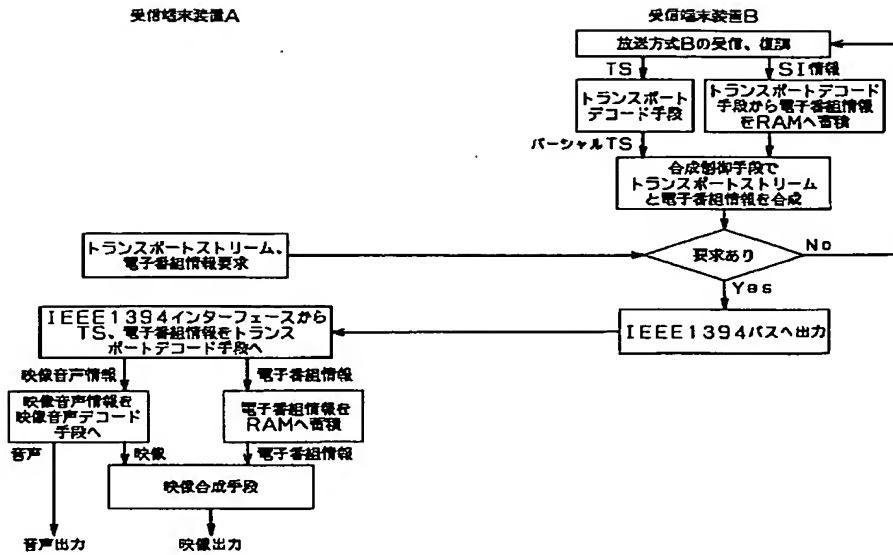 受信端末装置A
受信端末装置B
放送方式Bの受信、復調
TS
SI情報
トランスポート
デコード手段
トランスポートデコード
手段から電子番組情報
をRAMへ蓄積
パーシャルTS
合成制御手段で
トランスポートストリーム
と電子番組情報を合成
トランスポートストリーム、
電子番組情報要求
要求あり
No
Yes
IEEE1394インターフェースから
TS、電子番組情報をトランス
ポートデコード手段へ
IEEE1394バスへ出力
映像音声情報
電子番組情報
映像音声情報を
映像音声デコード
手段へ
電子番組情報を
RAMへ蓄積
音声
映像
電子番組情報
映像合成手段
音声出力
映像出力